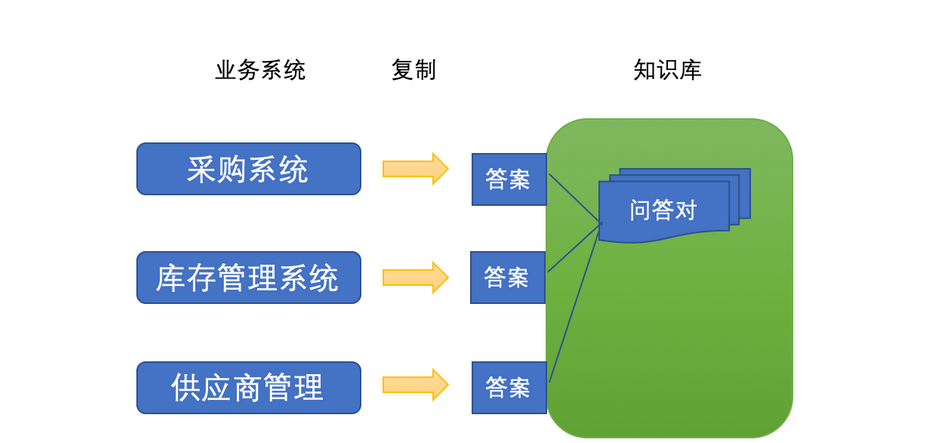 业务系统
复制
知识库
采购系统
答案
问答对
库存管理系统
答案
供应商管理
答案